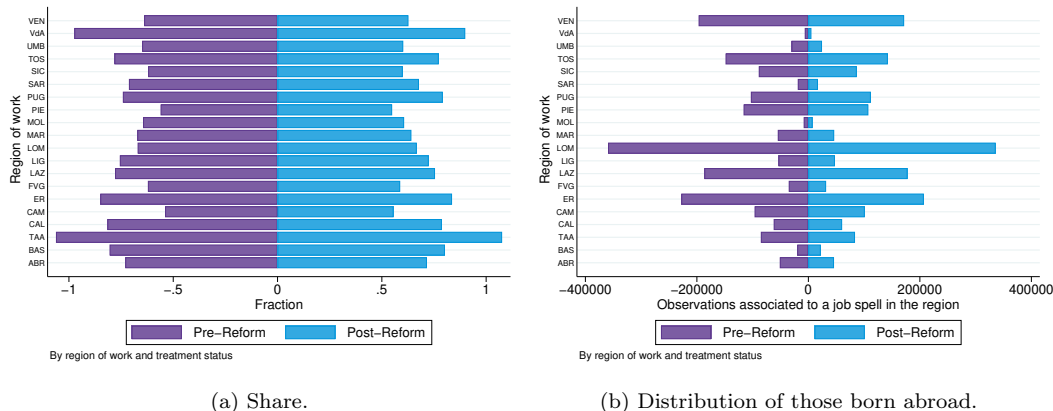 VEN
VdA
UMB
TOS
SIC
SAR
PUG
PIE
MOL
MAR
LOM
LIG
LAZ
FVG
ER
CAM
CAL
TAA
BAS
ABR
Region of work
−1 −.5 0 .5 1
Fraction
Pre−Reform Post−Reform
By region of work and treatment status
(a) Share.
VEN
VdA
UMB
TOS
SIC
SAR
PUG
PIE
MOL
MAR
LOM
LIG
LAZ
FVG
ER
CAM
CAL
TAA
BAS
ABR
Region of work
−400000 −200000 0 200000 400000
Observations associated to a job spell in the region
Pre−Reform Post−Reform
By region of work and treatment status
(b) Distribution of those born abroad.